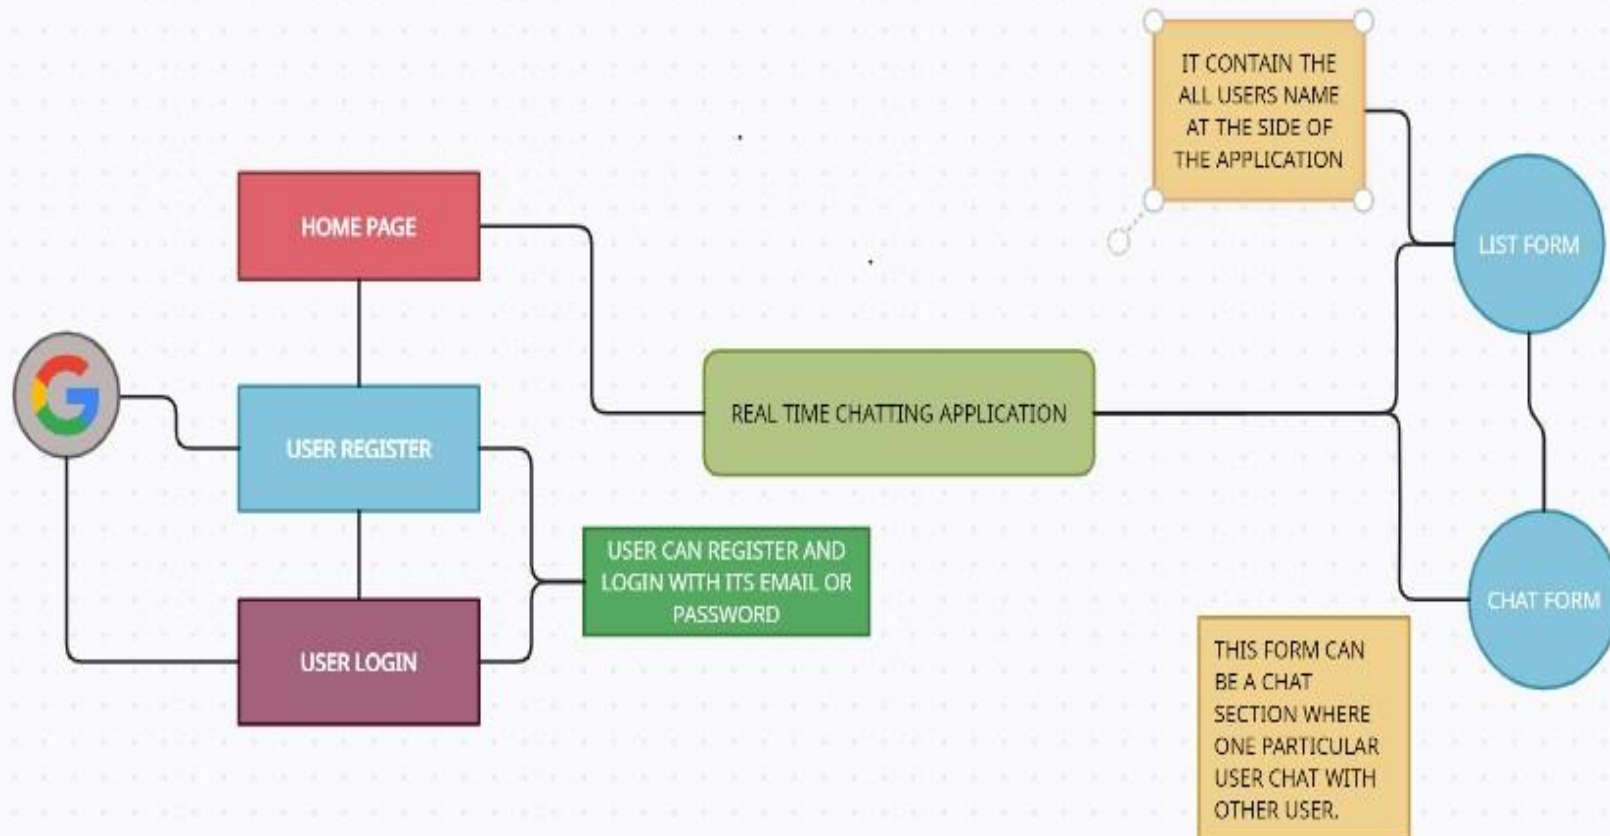 IT CONTAIN THE
ALL USERS NAME
AT THE SIDE OF
THE APPLICATION
HOME PAGE
LIST FORM
REAL TIME CHATTING APPLICATION
USER REGISTER
USER CAN REGISTER AND
LOGIN WITH ITS EMAIL OR
PASSWORD
USER LOGIN
CHAT FORM
THIS FORM CAN
BE A CHAT
SECTION WHERE
ONE PARTICULAR
USER CHAT WITH
OTHER USER.